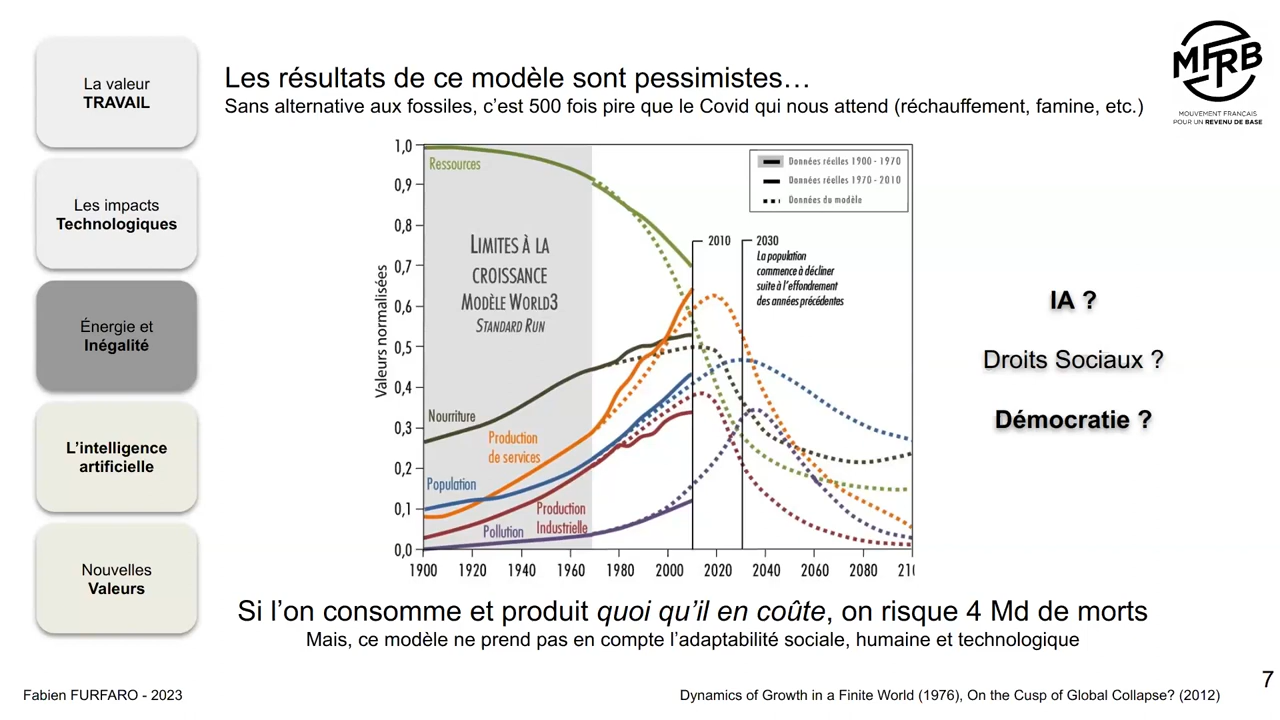 La valeur
TRAVAIL
Les impacts
Technologiques
Énergie et
Inégalité
L'intelligence
artificielle
Nouvelles
Valeurs
Les résultats de ce modèle sont pessimistes…
Sans alternative aux fossiles, c'est 500 fois pire que le Covid qui nous attend (réchauffement, famine, etc.)
MFRB
MOUVEMENT FRANÇAIS
POUR UN REVENU DE BASE
Valeurs normalisées
1,0
0,9
0,8
0,7
0,6
0,5
0,4
0,3
0,2
0,1
0,0
1900
1920
1940
1960
1980
2000
2020
2040
2060
2080
210
Ressources
LIMITES À LA
CROISSANCE
MODÈLE WORLD3
STANDARD RUN
Nourriture
Production
de services
Population
Production
Industrielle
Pollution
Données réelles 1900 - 1970
Données réelles 1970 - 2010
Données du modèle
2010
2030
La population
commence à décliner
suite à l'effondrement
des années précédentes
IA ?
Droits Sociaux ?
Démocratie ?
Si l'on consomme et produit quoi qu'il en coûte, on risque 4 Md de morts
Mais, ce modèle ne prend pas en compte l'adaptabilité sociale, humaine et technologique
Fabien FURFARO - 2023
Dynamics of Growth in a Finite World (1976), On the Cusp of Global Collapse? (2012)
7